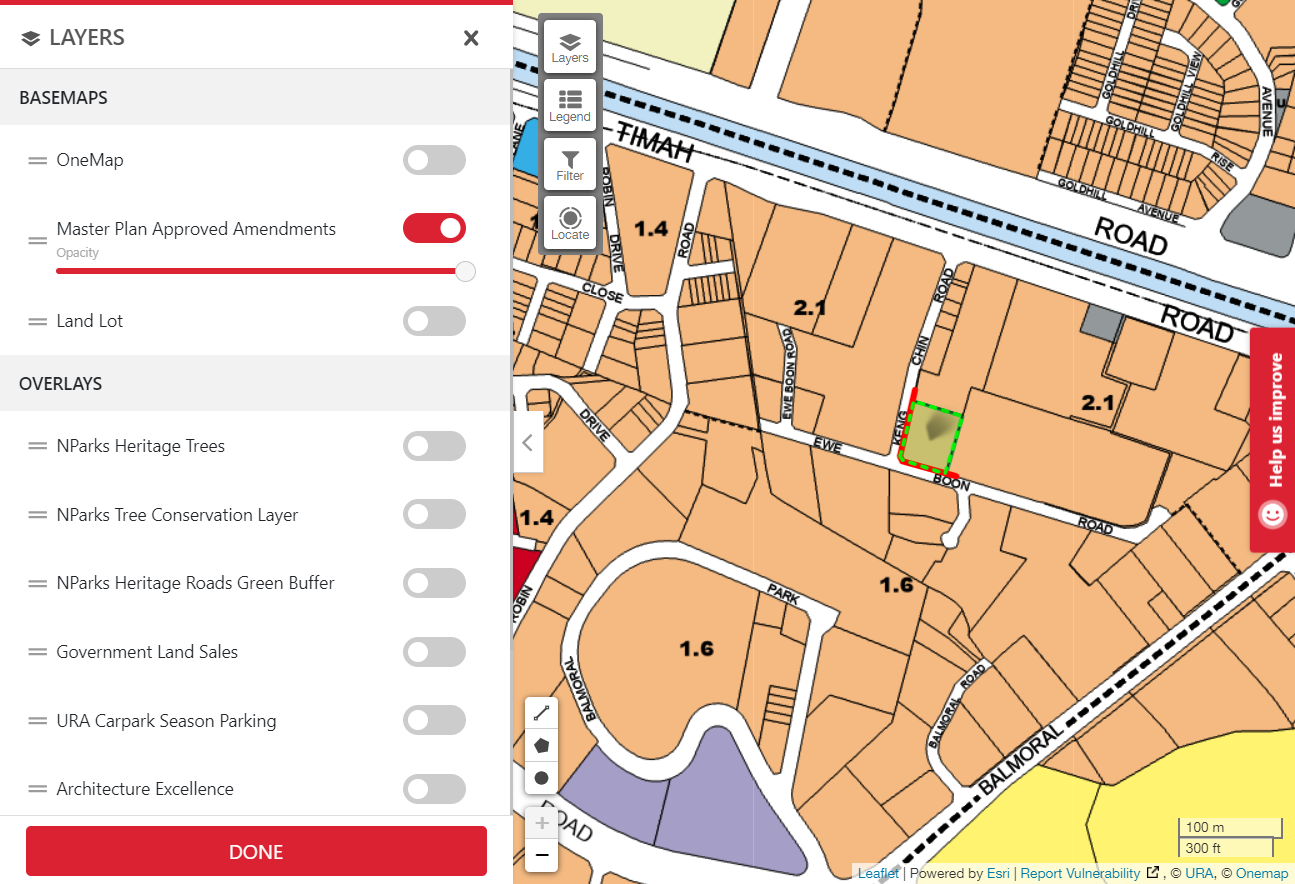 LAYERS
BASEMAPS
OneMap
Master Plan Approved Amendments
Opacity
Land Lot
OVERLAYS
NParks Heritage Trees
NParks Tree Conservation Layer
NParks Heritage Roads Green Buffer
Government Land Sales
URA Carpark Season Parking
Architecture Excellence
DONE
Layers
Legend
Filter
Locate
TIMAH
ROAD
ROAD
GOLDHILL
GOLDHILL VIEW
GOLDHILL
RISE
AVENUE
U
GOLDHILL
AVENUE
LANE
ROBIN
DRIVE
1.4
ROAD
CLOSE
2.1
EWE BOON ROAD
ROAD
CHIN
KENG
2.1
DRIVE
EWE
BOON
ROAD
1.4
ROBIN
PARK
1.6
1.6
BALMORAL
BALMORAL
ROAD
BALMORAL
ROAD
Help us improve
100 m
300 ft
Leaflet | Powered by Esri | Report Vulnerability , © URA, © Onemap